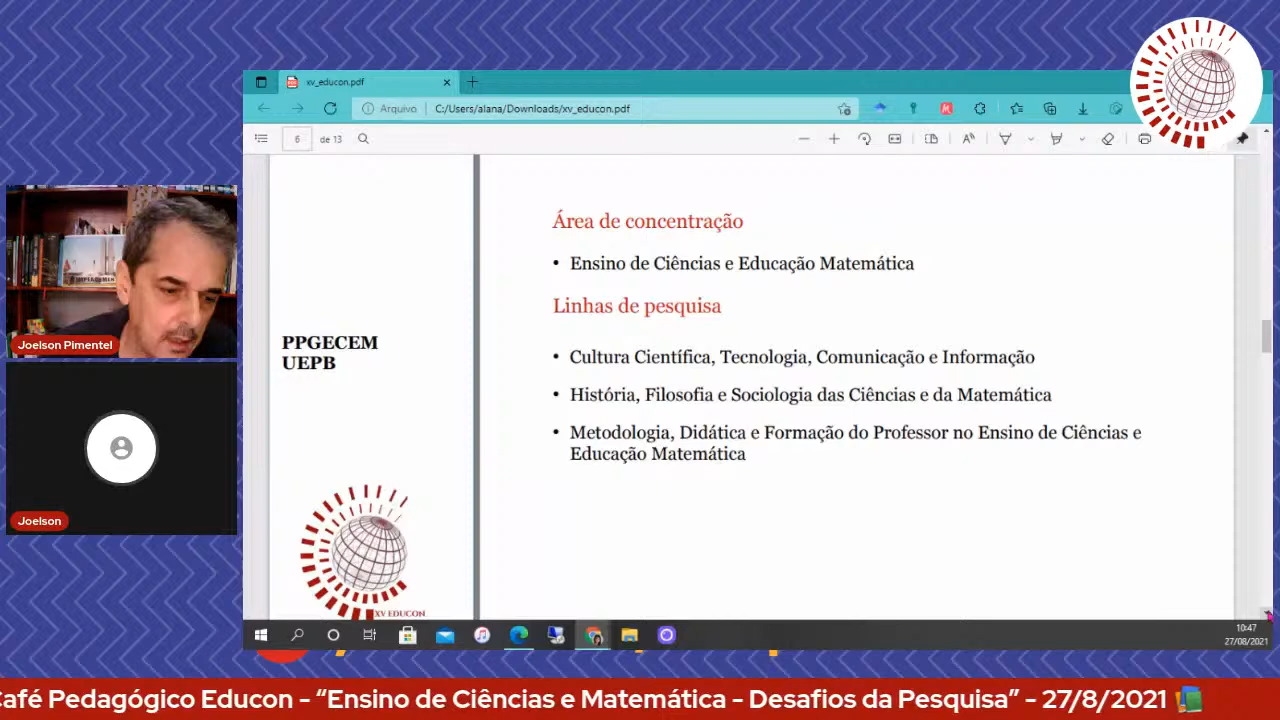 xv_educon.pdf
Arquivo
C:/Users/alana/Downloads/xv_educon.pdf
6 de 13
Área de concentração
• Ensino de Ciências e Educação Matemática
Linhas de pesquisa
• Cultura Científica, Tecnologia, Comunicação e Informação
• História, Filosofia e Sociologia das Ciências e da Matemática
• Metodologia, Didática e Formação do Professor no Ensino de Ciências e
Educação Matemática
PPGECEM
UEPB
XV EDUCON
Joelson Pimentel
Joelson
10:47
27/08/2021
Café Pedagógico Educon - “Ensino de Ciências e Matemática - Desafios da Pesquisa” - 27/8/2021